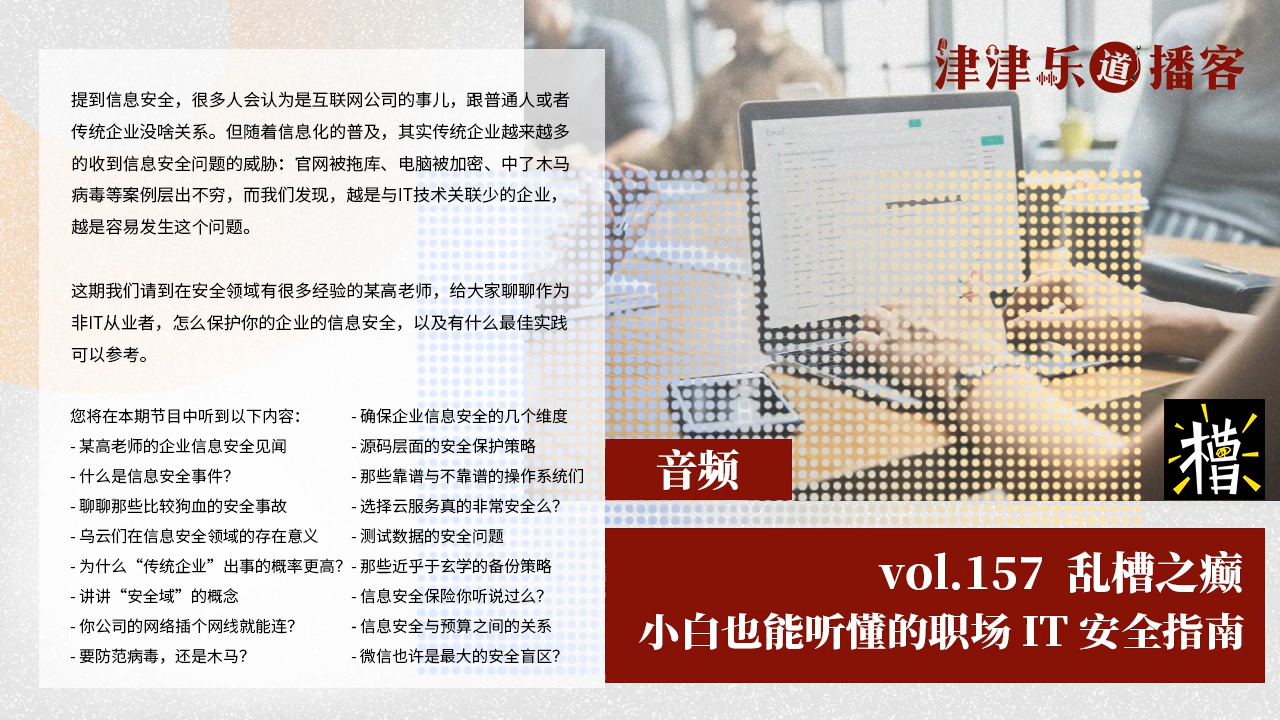 提到信息安全，很多人会认为是互联网公司的事儿，跟普通人或者
传统企业没啥关系。但随着信息化的普及，其实传统企业越来越多
的收到信息安全问题的威胁：官网被拖库、电脑被加密、中了木马
病毒等案例层出不穷，而我们发现，越是与IT技术关联少的企业，
越是容易发生这个问题。
这期我们请到在安全领域有很多经验的某高老师，给大家聊聊作为
非IT从业者，怎么保护你的企业的信息安全，以及有什么最佳实践
可以参考。
您将在本期节目中听到以下内容：
- 某高老师的企业信息安全见闻
- 什么是信息安全事件？
- 聊聊那些比较狗血的安全事故
- 乌云们在信息安全领域的存在意义
- 为什么“传统企业”出事的概率更高？
- 讲讲“安全域”的概念
- 你公司的网络插个网线就能连？
- 要防范病毒，还是木马？
- 确保企业信息安全的几个维度
- 源码层面的安全保护策略
- 那些靠谱与不靠谱的操作系统们
- 选择云服务真的非常安全么？
- 测试数据的安全问题
- 那些近乎于玄学的备份策略
- 信息安全保险你听说过么？
- 信息安全与预算之间的关系
- 微信也许是最大的安全盲区？
津津乐道播客
Email
槽
音频
vol.157 乱槽之癫
小白也能听懂的职场 IT 安全指南